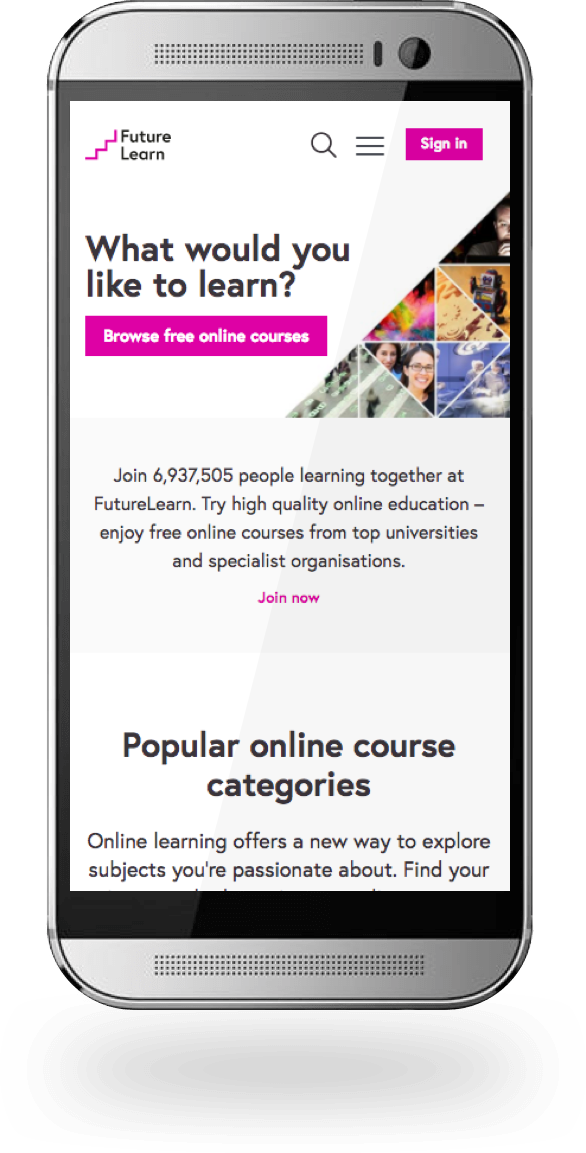 Future
Learn
Sign in
What would you
like to learn?
Browse free online courses
Join 6,937,505 people learning together at
FutureLearn. Try high quality online education –
enjoy free online courses from top universities
and specialist organisations.
Join now
Popular online course
categories
Online learning offers a new way to explore
subjects you're passionate about. Find your